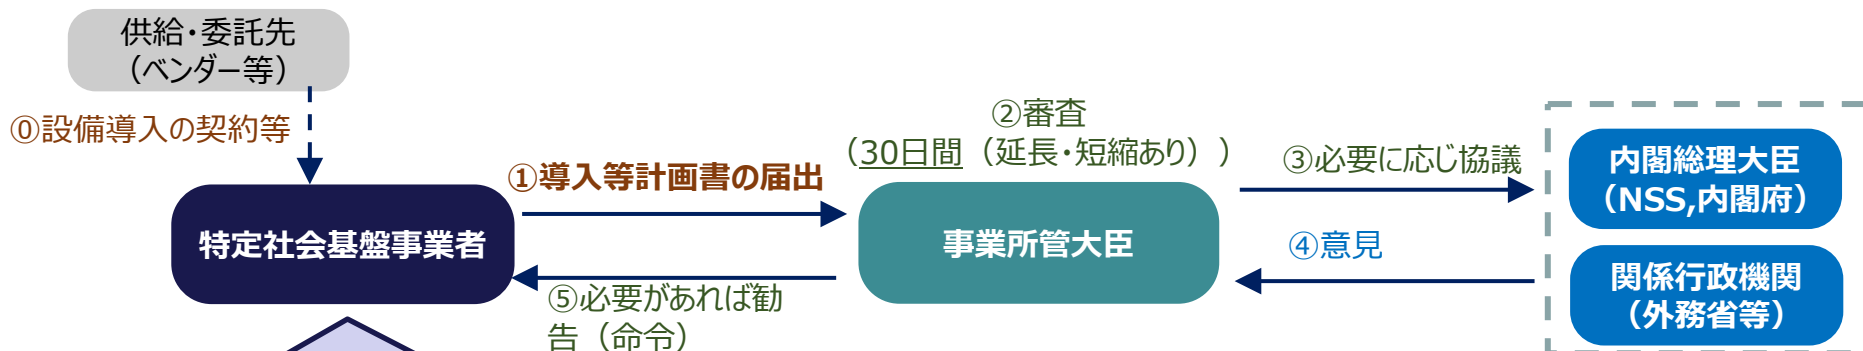 供給・委託先
（ベンダー等）
⓪設備導入の契約等
①導入等計画書の届出
特定社会基盤事業者
②審査
（30日間（延長・短縮あり））
事業所管大臣
③必要に応じ協議
内閣総理大臣
（NSS,内閣府）
④意見
関係行政機関
（外務省等）
⑤必要があれば勧
告（命令）